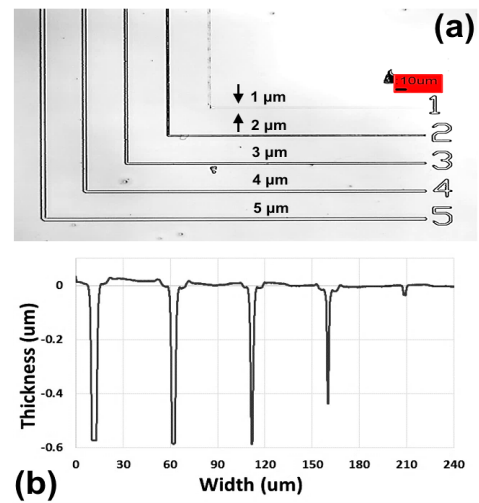 (a)
10um
1 μm
1
2 μm
2
3 μm
3
4 μm
4
5 μm
5
0
-0.2
-0.4
-0.6
Thickness (um)
0 30 60 90 120 150 180 210 240
Width (um)
(b)